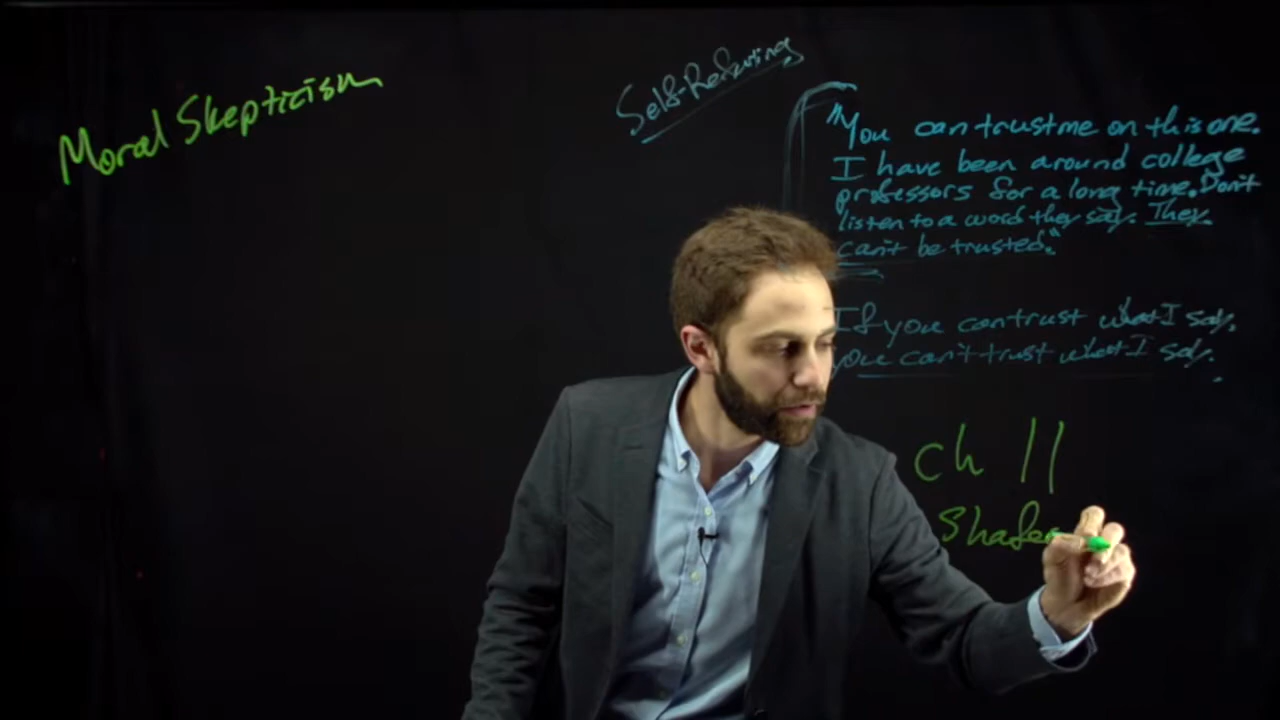 Moral Skepticism
Self-Refuting
"You can trust me on this one.
I have been around college
professors for a long time. Don't
listen to a word they say. They
can't be trusted."
If you can trust what I say,
you can't trust what I say.
ch 11
Shafer